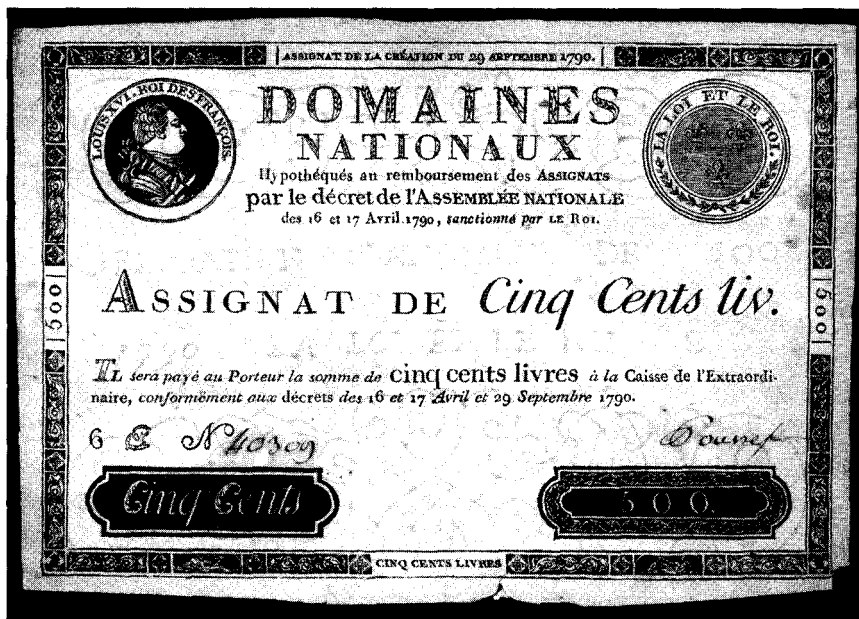 ASSIGNAT DE LA CRÉATION DU 29 SEPTEMBRE 1790.
LOUIS XVI. ROI DES FRANÇOIS.
LA LOI ET LE ROI.
DOMAINES
NATIONAUX
Hypothéqués au remboursement des ASSIGNATS
par le décret de l'ASSEMBLÉE NATIONALE
des 16 et 17 Avril 1790, sanctionné par LE ROI.
500
ASSIGNAT DE Cinq Cents liv.
500
IL sera payé au Porteur la somme de cinq cents livres à la Caisse de l'Extraordi-
naire, conformément aux décrets des 16 et 17 Avril et 29 Septembre 1790.
6 C N 40309
Cinq Cents
500.
CINQ CENTS LIVRES